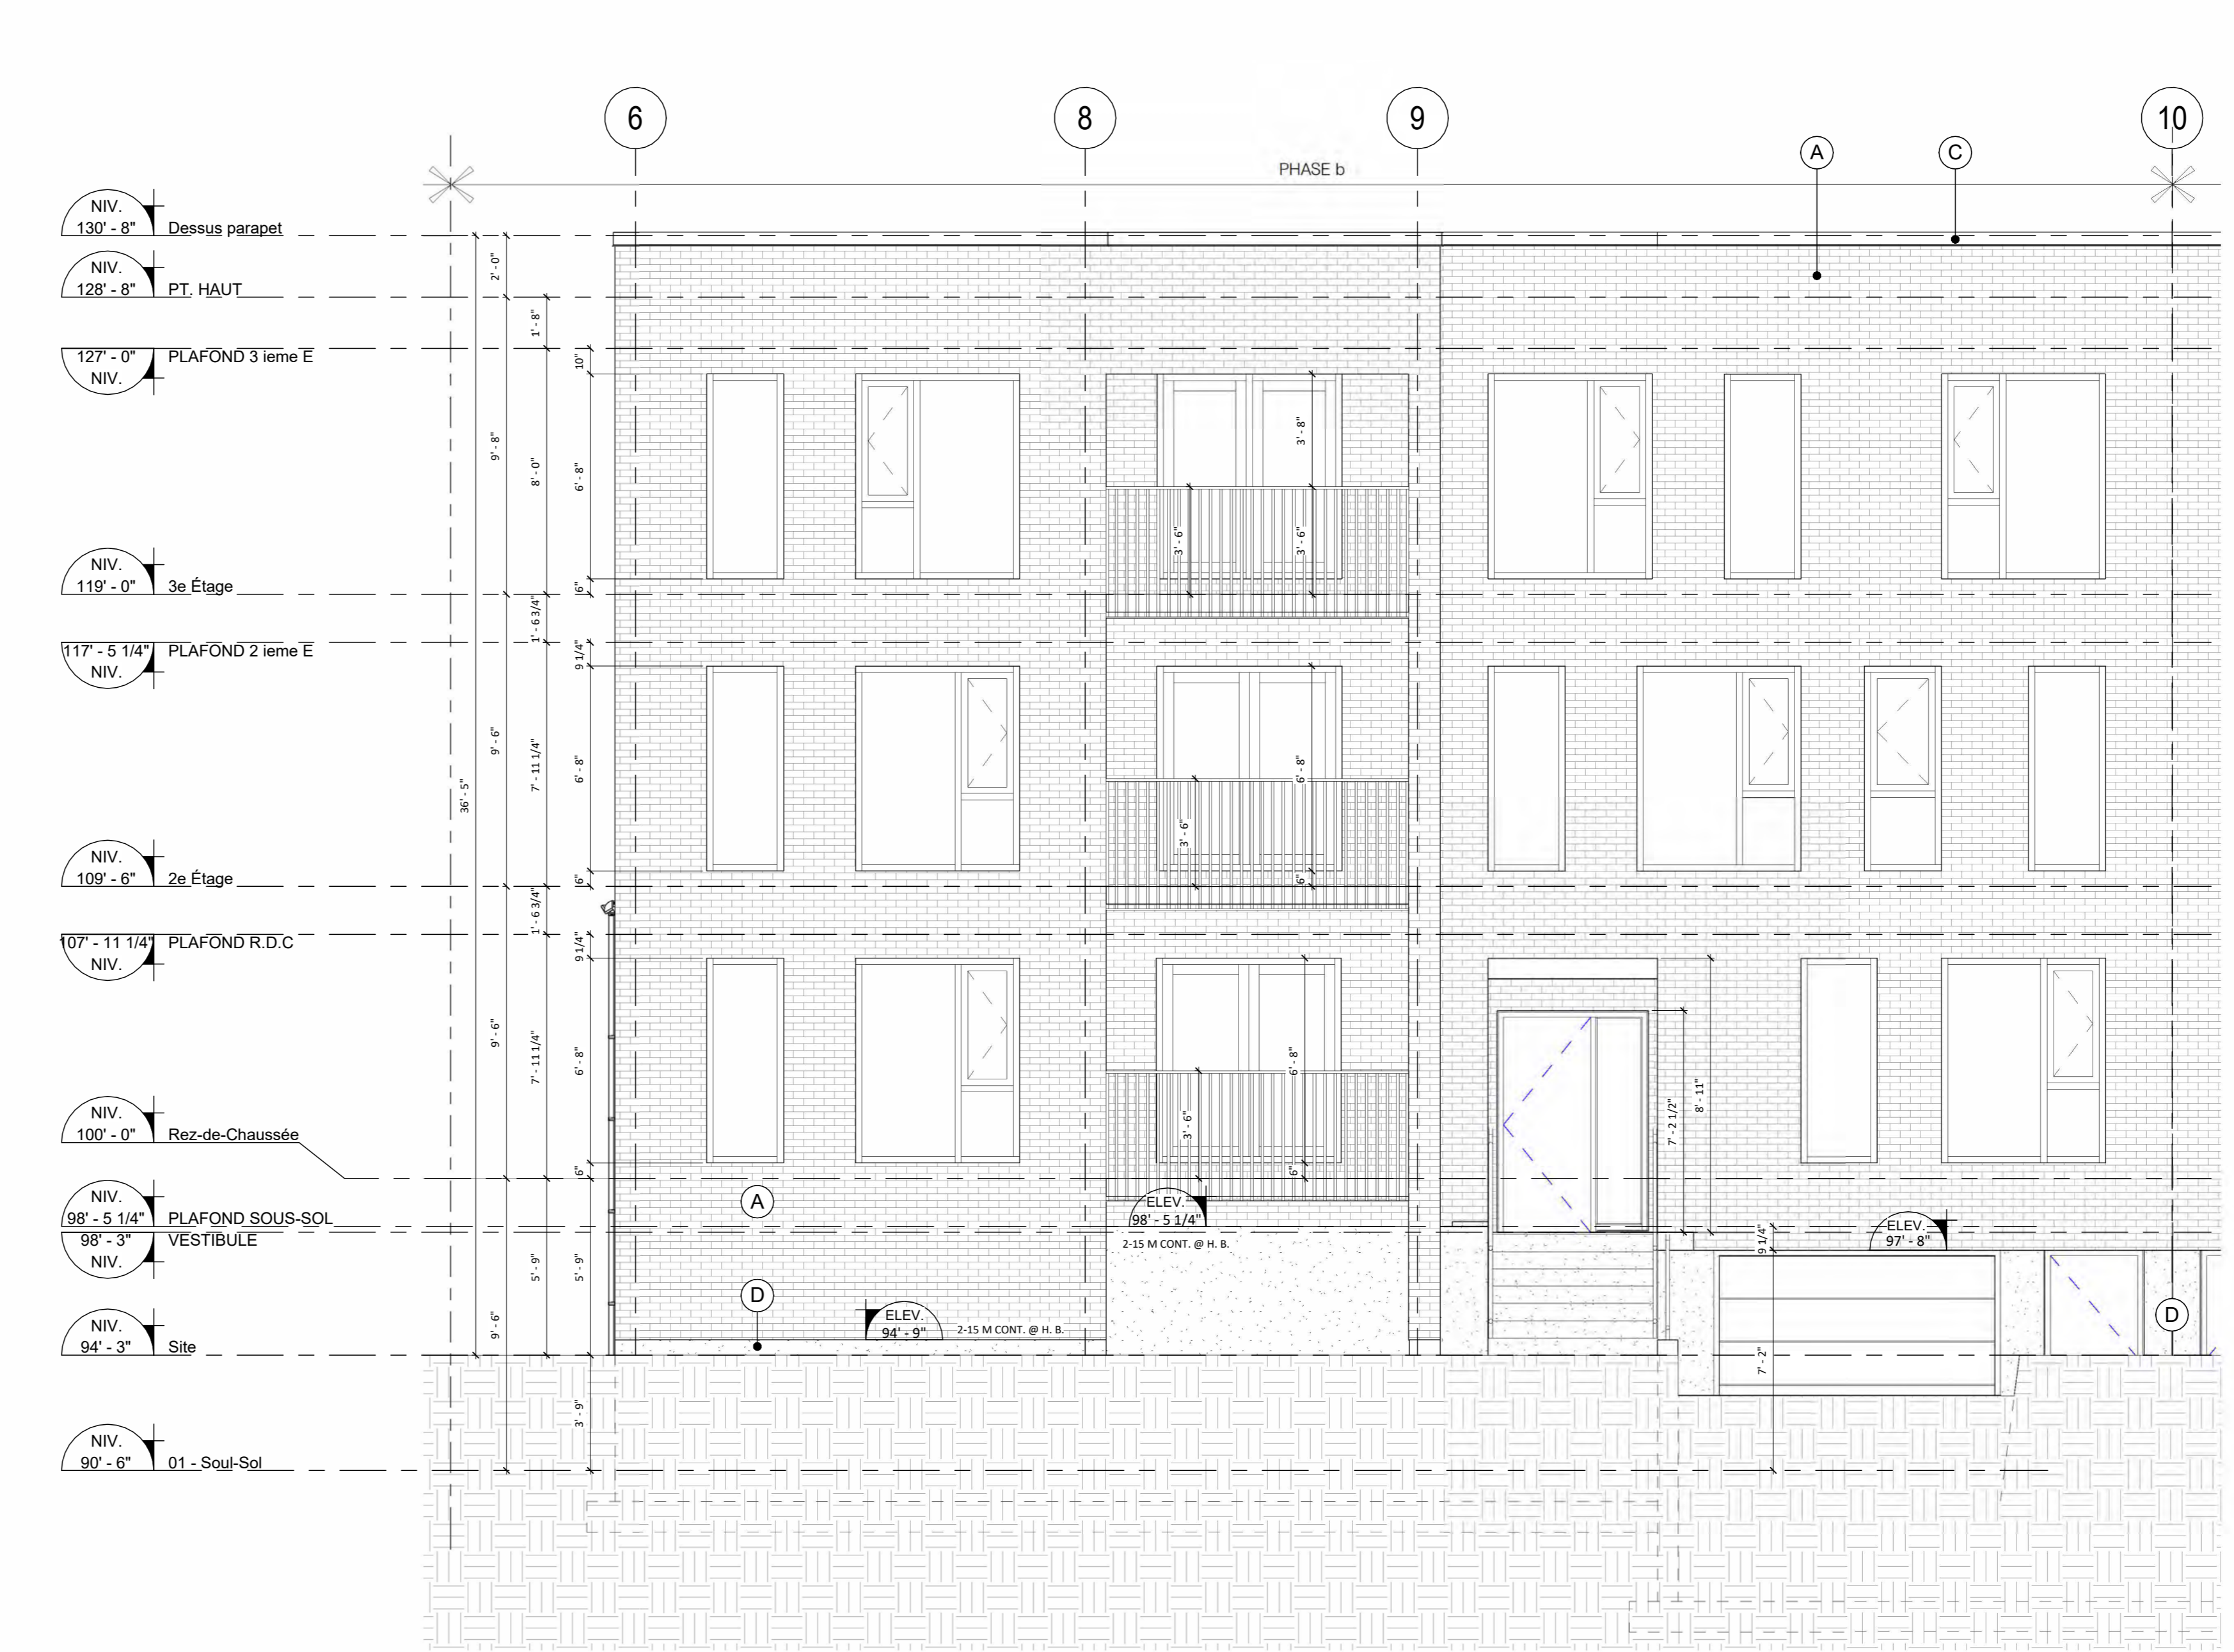 6
8
9
10
A
C
PHASE b
NIV.
130' - 8" Dessus parapet
NIV.
128' - 8" PT. HAUT
127' - 0" PLAFOND 3 ieme E
NIV.
NIV.
119' - 0" 3e Étage
117' - 5 1/4" PLAFOND 2 ieme E
NIV.
NIV.
109' - 6" 2e Étage
107' - 11 1/4" PLAFOND R.D.C
NIV.
NIV.
100' - 0" Rez-de-Chaussée
NIV.
98' - 5 1/4" PLAFOND SOUS-SOL
98' - 3" VESTIBULE
NIV.
NIV.
94' - 3" Site
NIV.
90' - 6" 01 - Soul-Sol
36' - 5"
2' - 0"
9' - 8"
9' - 6"
9' - 6"
9' - 6"
1' - 8"
8' - 0"
1' - 6 3/4"
7' - 11 1/4"
1' - 6 3/4"
7' - 11 1/4"
5' - 9"
10"
6' - 8"
6"
9 1/4"
6' - 8"
6"
9 1/4"
6' - 8"
6"
5' - 9"
3' - 9"
3' - 8"
3' - 6"
3' - 6"
6' - 8"
3' - 6"
6"
6' - 8"
3' - 6"
6"
7' - 2 1/2"
8' - 11"
9 1/4"
7' - 2"
A
D
ELEV.
94' - 9"
2-15 M CONT. @ H. B.
ELEV.
98' - 5 1/4"
2-15 M CONT. @ H. B.
ELEV.
97' - 8"
D